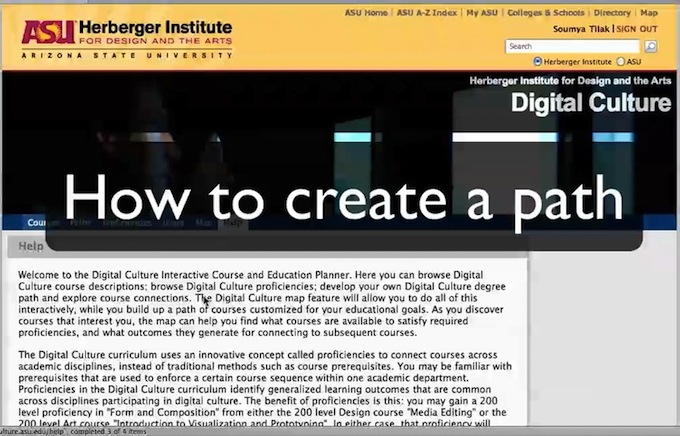 ASU Home | ASU A-Z Index | My ASU | Colleges & Schools | Directory | Map
ASU Herberger Institute
FOR DESIGN AND THE ARTS
ARIZONA STATE UNIVERSITY
Soumya Tilak | SIGN OUT
Search
Herberger Institute ASU
Herberger Institute for Design and the Arts
Digital Culture
How to create a path
Help
Welcome to the Digital Culture Interactive Course and Education Planner. Here you can browse Digital
Culture course descriptions; browse Digital Culture proficiencies; develop your own Digital Culture degree
path and explore course connections. The Digital Culture map feature will allow you to do all of this
interactively, while you build up a path of courses customized for your educational goals. As you discover
courses that interest you, the map can help you find what courses are available to satisfy required
proficiencies, and what outcomes they generate for connecting to subsequent courses.
The Digital Culture curriculum uses an innovative concept called proficiencies to connect courses across
academic disciplines, instead of traditional methods such as course prerequisites. You may be familiar with
prerequisites that are used to enforce a certain course sequence within one academic department.
Proficiencies in the Digital Culture curriculum identify generalized learning outcomes that are common
across disciplines participating in digital culture. The benefit of proficiencies is this: you may gain a 200
level proficiency in "Form and Composition" from either the 200 level Design course "Media Editing" or the
200 level Art course "Introduction to Visualization and Prototyping". In either case, that proficiency will
ulture.asu.edu/help", completed 3 of 4 items